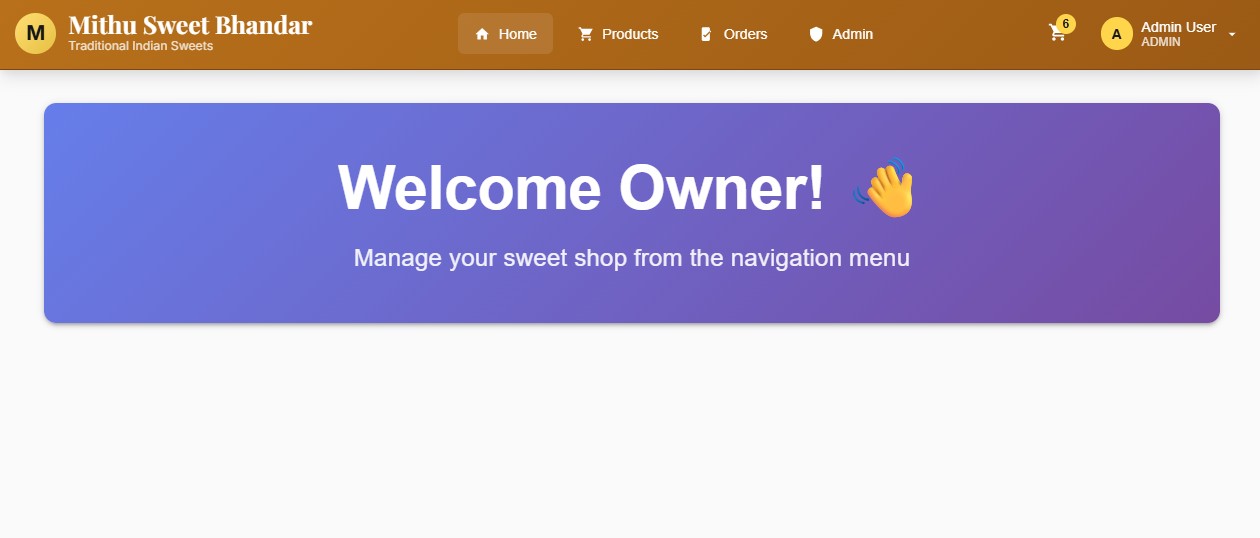 M
Mithu Sweet Bhandar
Traditional Indian Sweets
Home
Products
Orders
Admin
6
A
Admin User
ADMIN
Welcome Owner! 👋
Manage your sweet shop from the navigation menu